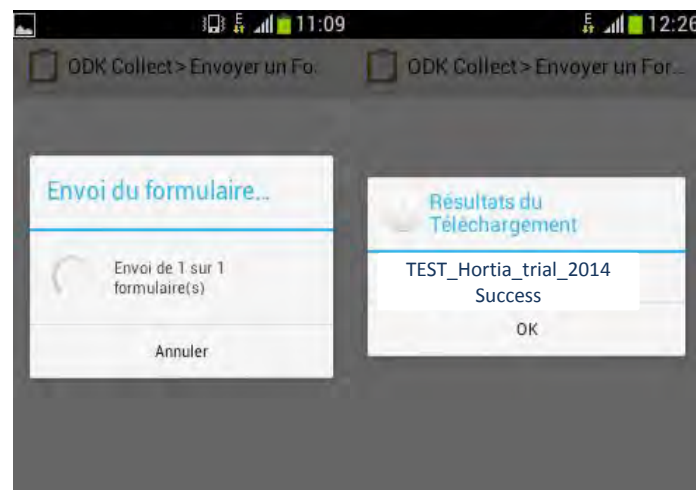 11:09
ODK Collect > Envoyer un Fo..
Envoi du formulaire...
Envoi de 1 sur 1
formulaire(s)
Annuler
E 12:26
ODK Collect > Envoyer un For...
Résultats du
Téléchargement
TEST_Hortia_trial_2014
Success
OK